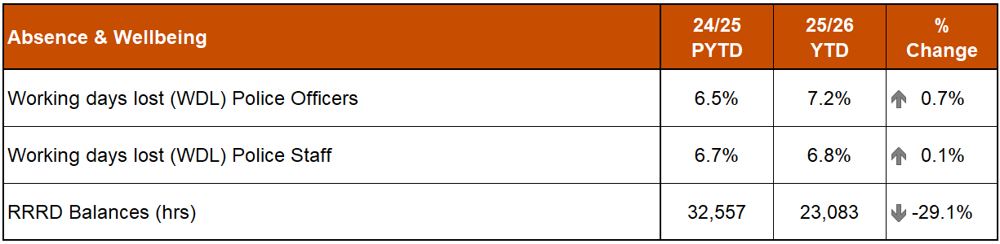 Absence & Wellbeing 24/25 PYTD 25/26 YTD % Change
Working days lost (WDL) Police Officers 6.5% 7.2% 0.7%
Working days lost (WDL) Police Staff 6.7% 6.8% 0.1%
RRRD Balances (hrs) 32,557 23,083 -29.1%